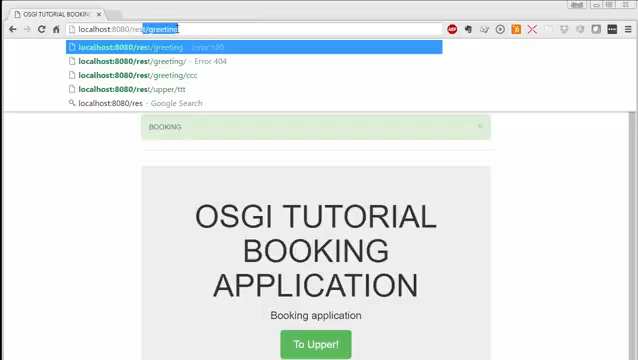 OSGI TUTORIAL BOOKIN
localhost:8080/rest/greeting
localhost:8080/rest/greeting - Error 500
localhost:8080/rest/greeting/ - Error 404
localhost:8080/rest/greeting/ccc
localhost:8080/rest/upper/ttt
localhost:8080/res - Google Search
BOOKING
OSGI TUTORIAL
BOOKING
APPLICATION
Booking application
To Upper!